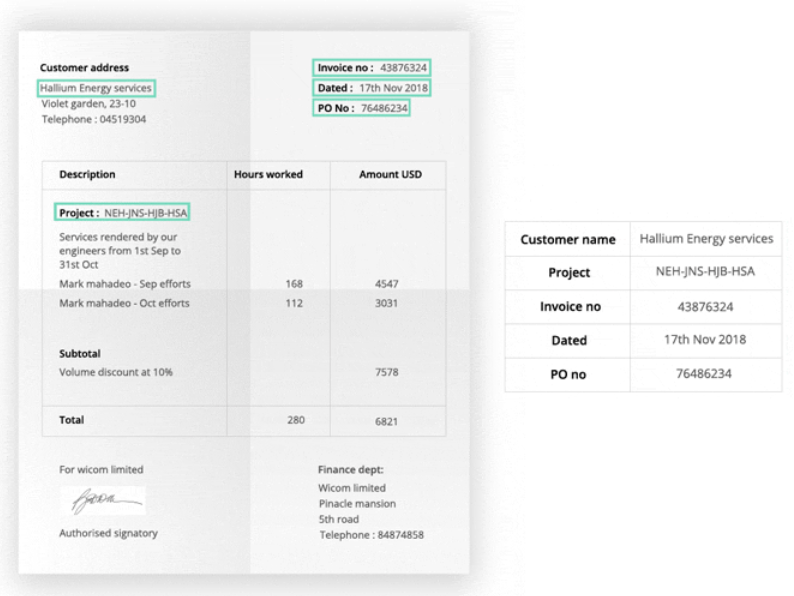 Customer address
Hallium Energy services
Violet garden, 23-10
Telephone : 04519304
Invoice no : 43876324
Dated : 17th Nov 2018
PO No : 76486234
Description Hours worked Amount USD
Project : NEH-JNS-HJB-HSA
Services rendered by our
engineers from 1st Sep to
31st Oct
Mark mahadeo - Sep efforts 168 4547
Mark mahadeo - Oct efforts 112 3031
Subtotal
Volume discount at 10% 7578
Total 280 6821
For wicom limited
Authorised signatory
Finance dept:
Wicom limited
Pinacle mansion
5th road
Telephone : 84874858
Customer name Hallium Energy services
Project NEH-JNS-HJB-HSA
Invoice no 43876324
Dated 17th Nov 2018
PO no 76486234